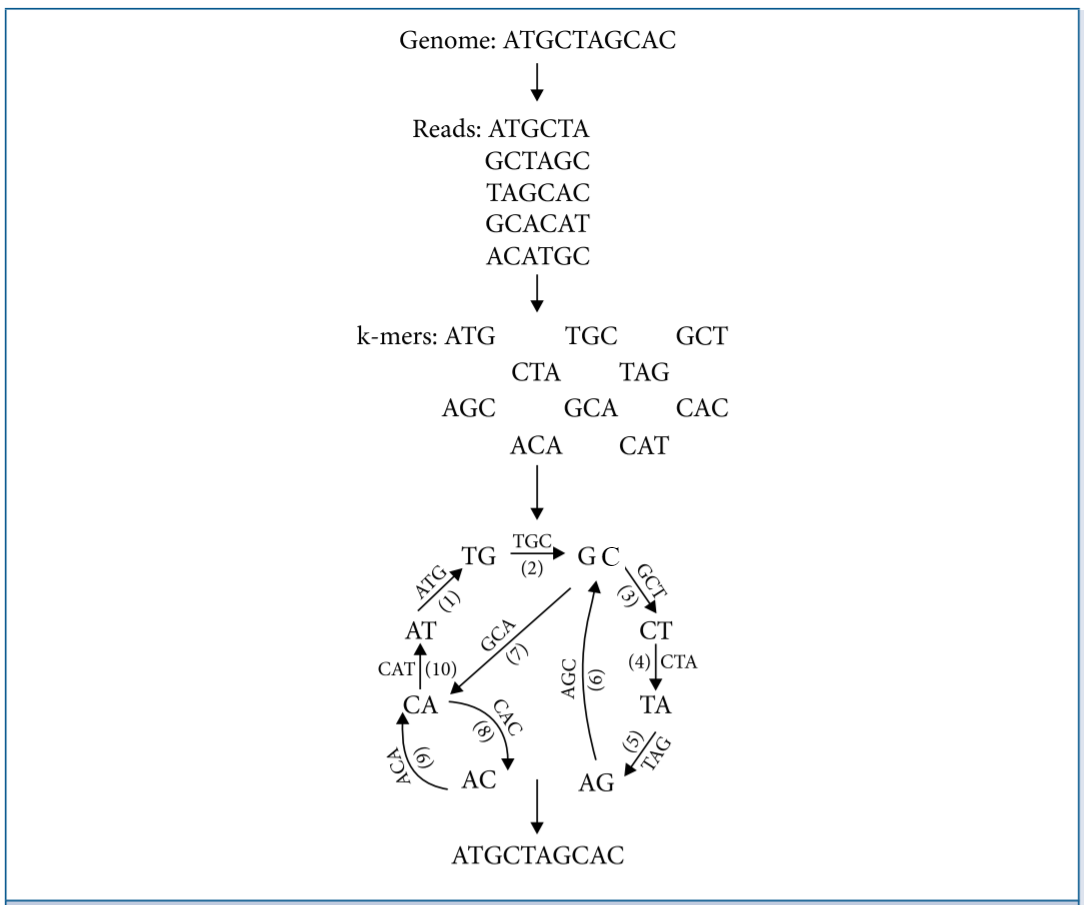 Genome: ATGCTAGCAC
Reads: ATGCTA
GCTAGC
TAGCAC
GCACAT
ACATGC
k-mers: ATG TGC GCT
CTA TAG
AGC GCA CAC
ACA CAT
TGC
TG GC
(2)
ATG
(1)
GCT
(3)
AT
CT
GCA
(7)
CAT (10)
(4) CTA
AGC
(6)
CA
TA
CAC
(8)
(5)
TAG
ACA
(9)
AC
AG
ATGCTAGCAC